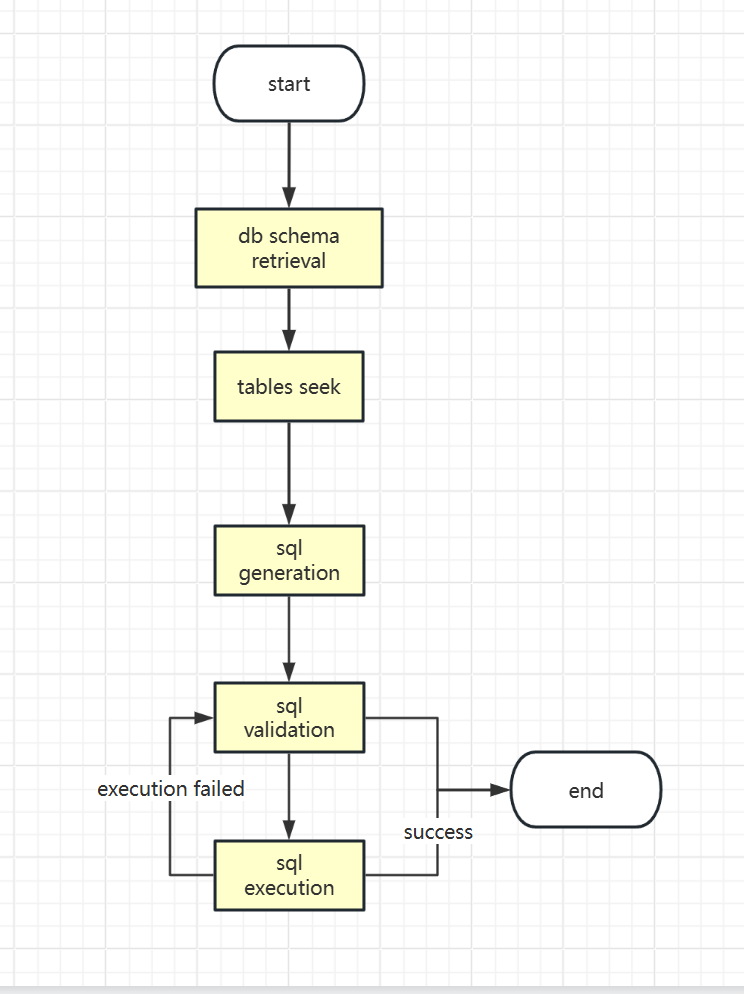 start
db schema
retrieval
tables seek
sql
generation
sql
validation
execution failed
end
success
sql
execution